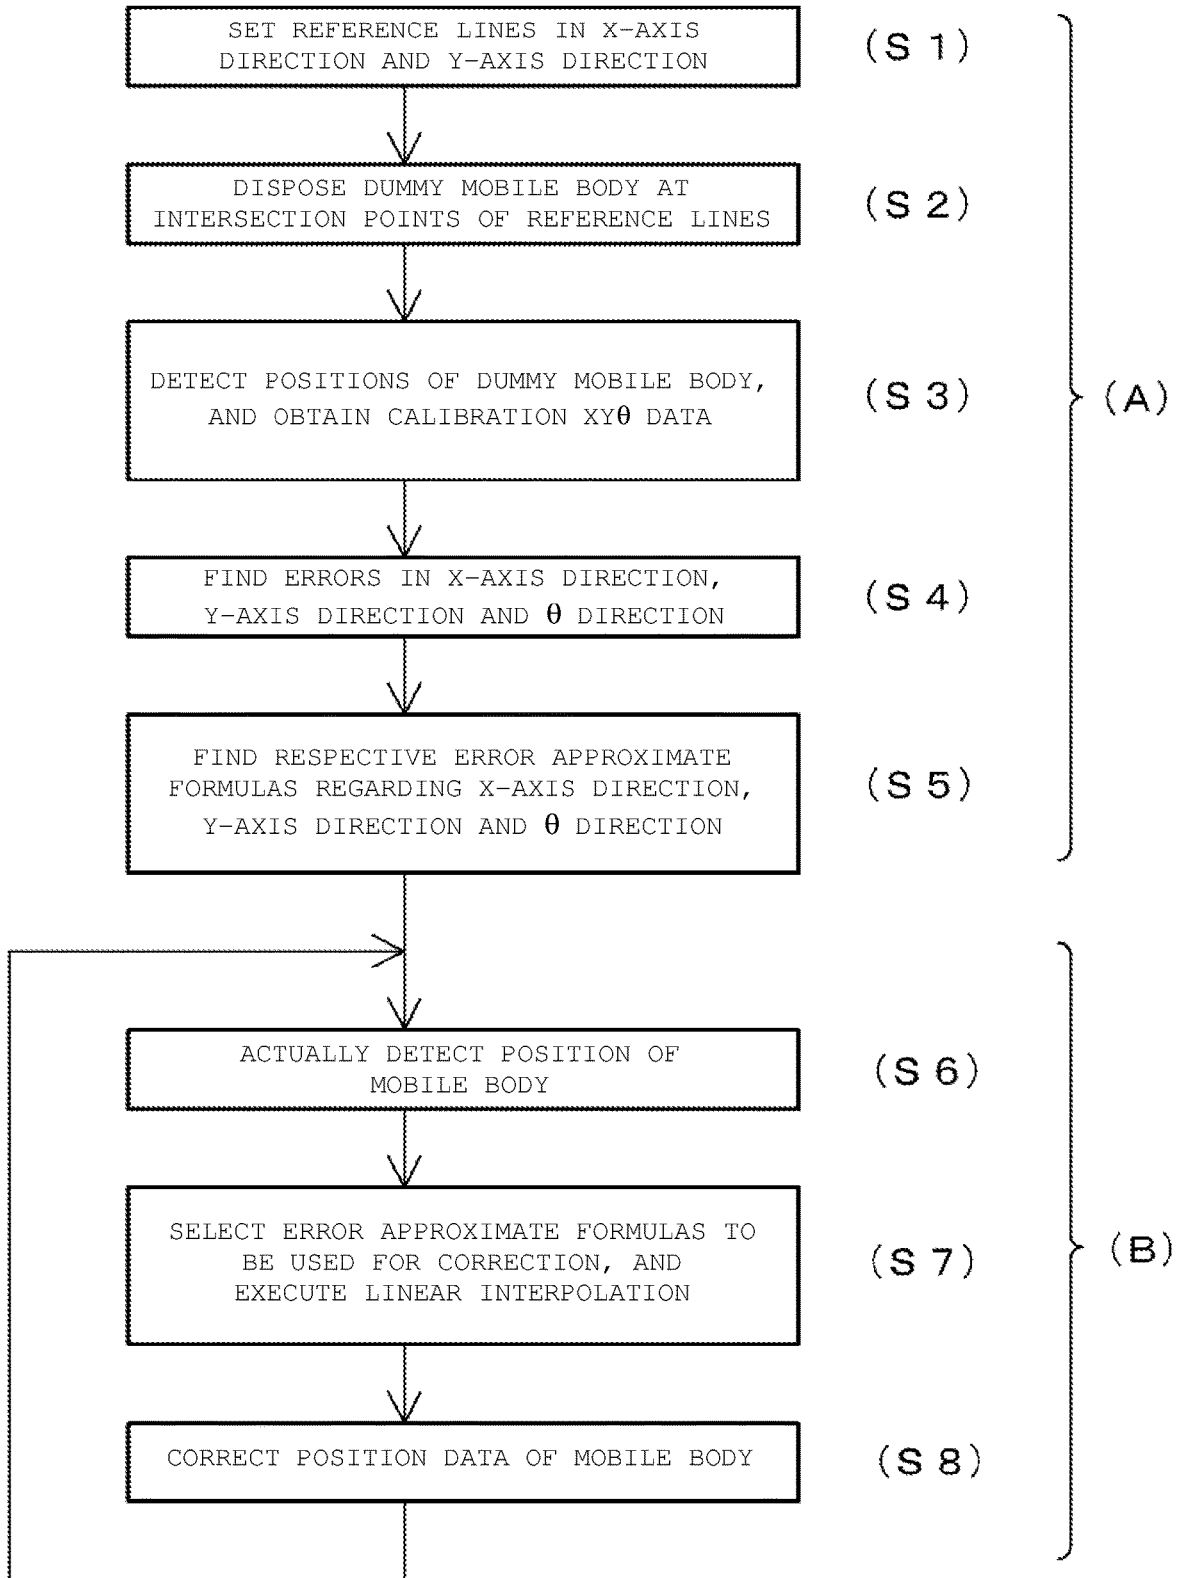 SET REFERENCE LINES IN X-AXIS
DIRECTION AND Y-AXIS DIRECTION
(S 1)
DISPOSE DUMMY MOBILE BODY AT
INTERSECTION POINTS OF REFERENCE LINES
(S 2)
DETECT POSITIONS OF DUMMY MOBILE BODY,
AND OBTAIN CALIBRATION XYθ DATA
(S 3)
(A)
FIND ERRORS IN X-AXIS DIRECTION,
Y-AXIS DIRECTION AND θ DIRECTION
(S 4)
FIND RESPECTIVE ERROR APPROXIMATE
FORMULAS REGARDING X-AXIS DIRECTION,
Y-AXIS DIRECTION AND θ DIRECTION
(S 5)
ACTUALLY DETECT POSITION OF
MOBILE BODY
(S 6)
SELECT ERROR APPROXIMATE FORMULAS TO
BE USED FOR CORRECTION, AND
EXECUTE LINEAR INTERPOLATION
(S 7)
(B)
CORRECT POSITION DATA OF MOBILE BODY
(S 8)